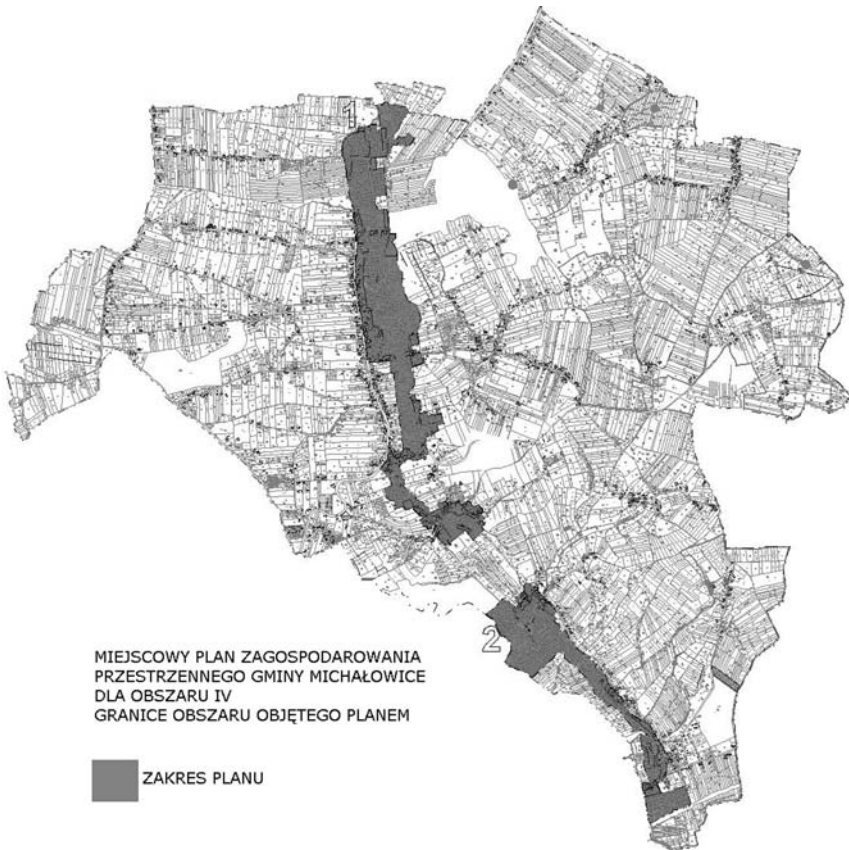 1
2
MIEJSCOWY PLAN ZAGOSPODAROWANIA
PRZESTRZENNEGO GMINY MICHAŁOWICE
DLA OBSZARU IV
GRANICE OBSZARU OBJĘTEGO PLANEM
ZAKRES PLANU